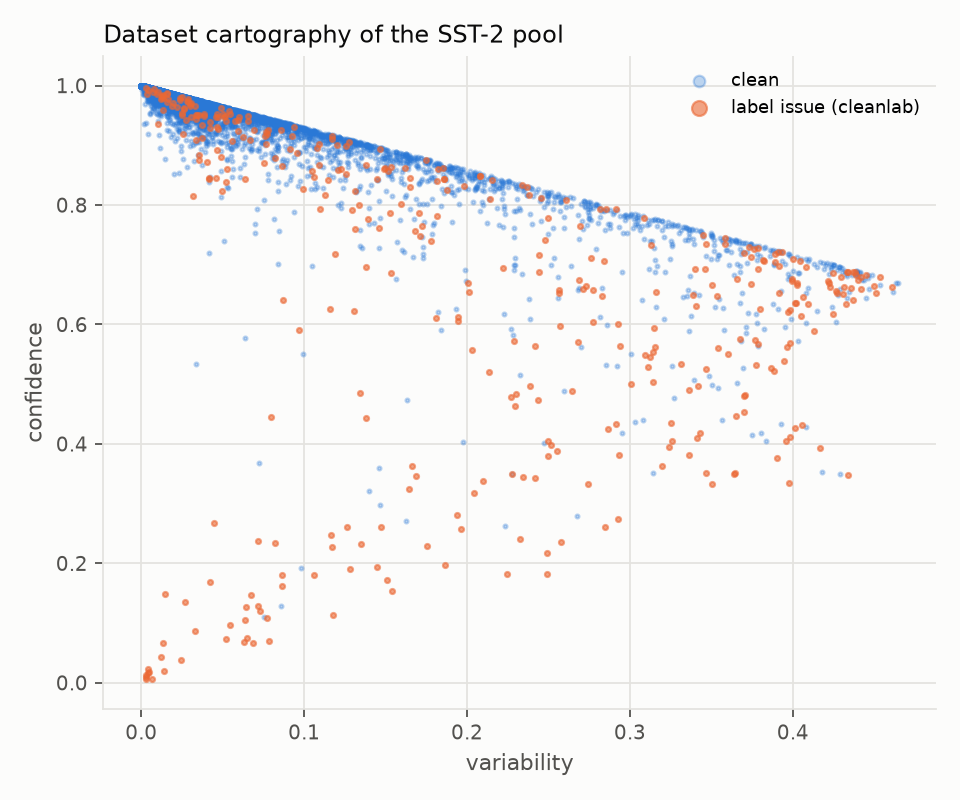 Dataset cartography of the SST-2 pool
clean
label issue (cleanlab)
confidence
1.0
0.8
0.6
0.4
0.2
0.0
0.0 0.1 0.2 0.3 0.4
variability